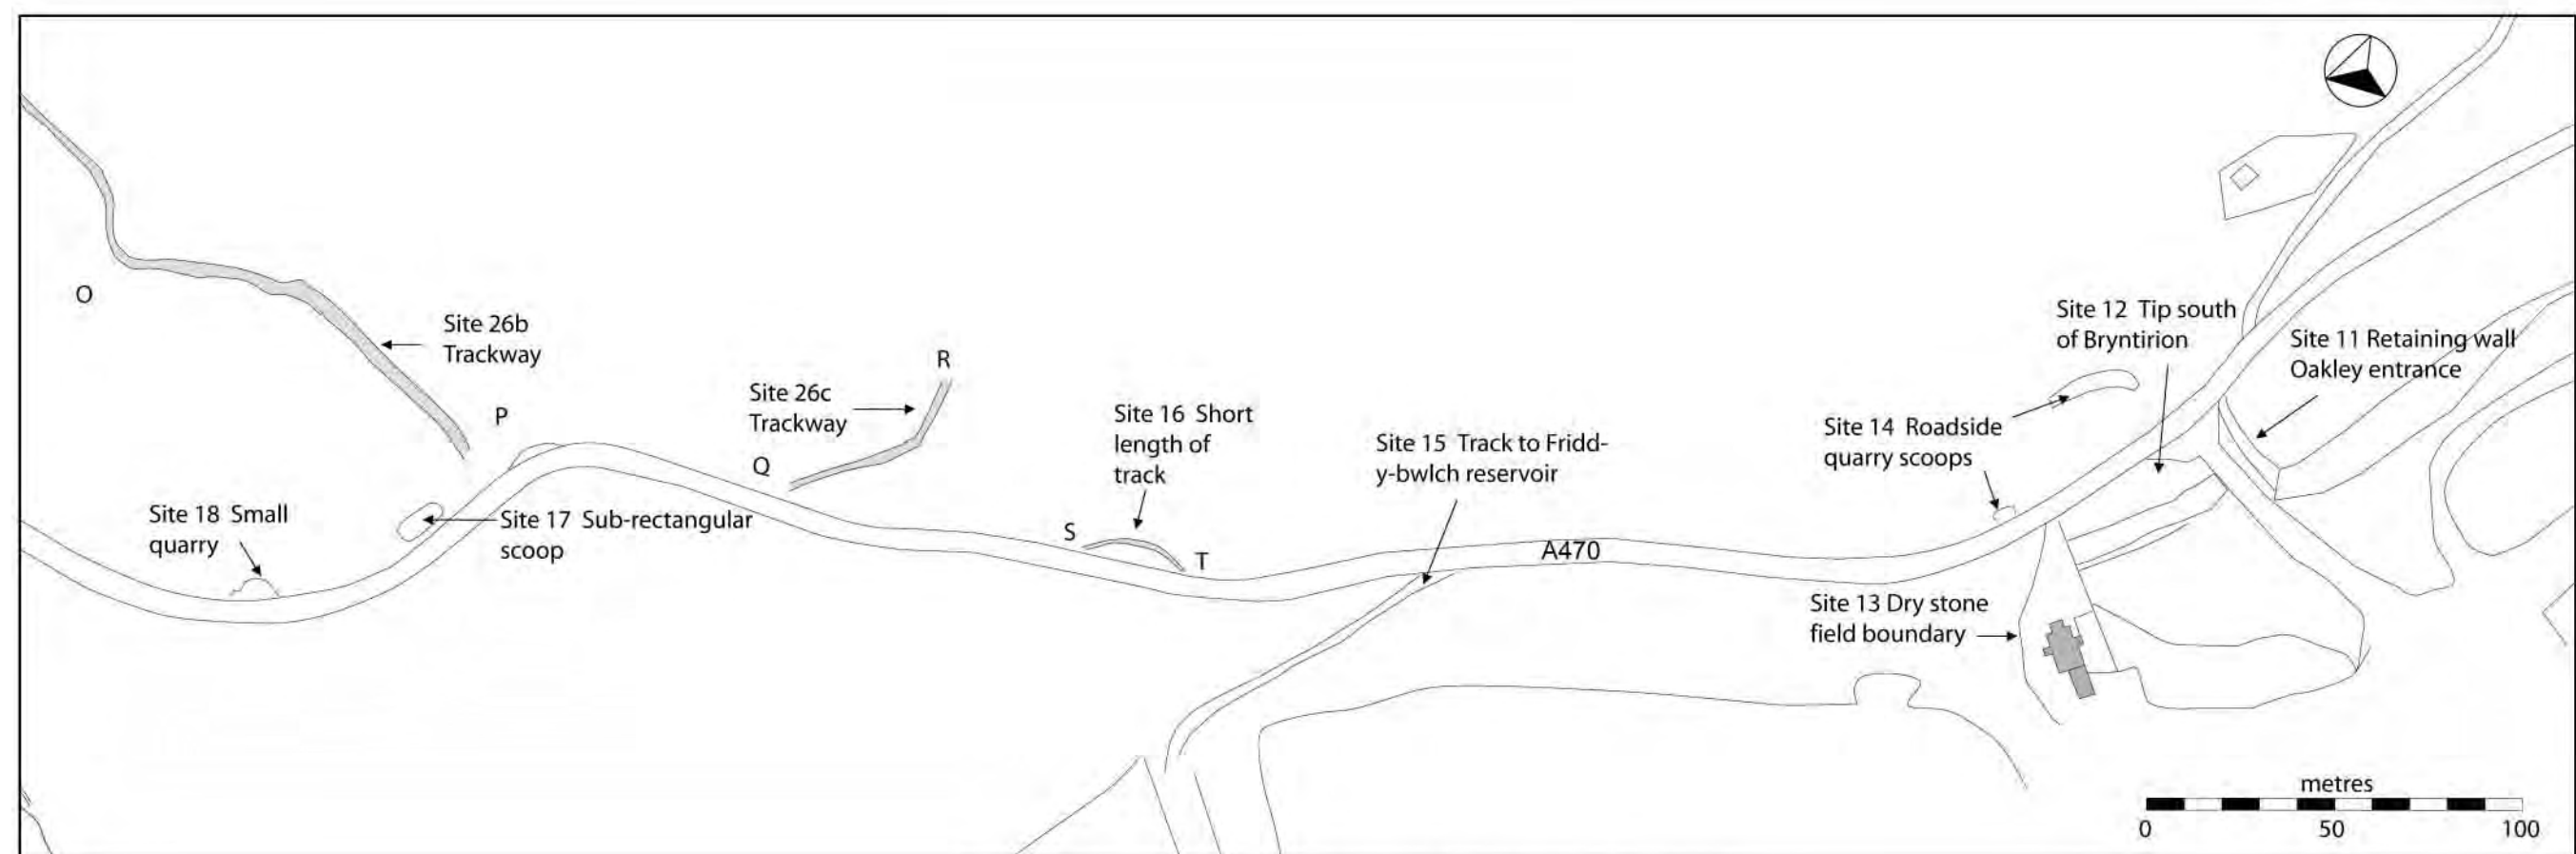 O
Site 26b
Trackway
P
Site 18 Small
quarry
Site 17 Sub-rectangular
scoop
Site 26c
Trackway
Q
R
Site 16 Short
length of
track
S
T
Site 15 Track to Fridd-
y-bwlch reservoir
A470
Site 14 Roadside
quarry scoops
Site 12 Tip south
of Bryntirion
Site 11 Retaining wall
Oakley entrance
Site 13 Dry stone
field boundary
metres
0 50 100